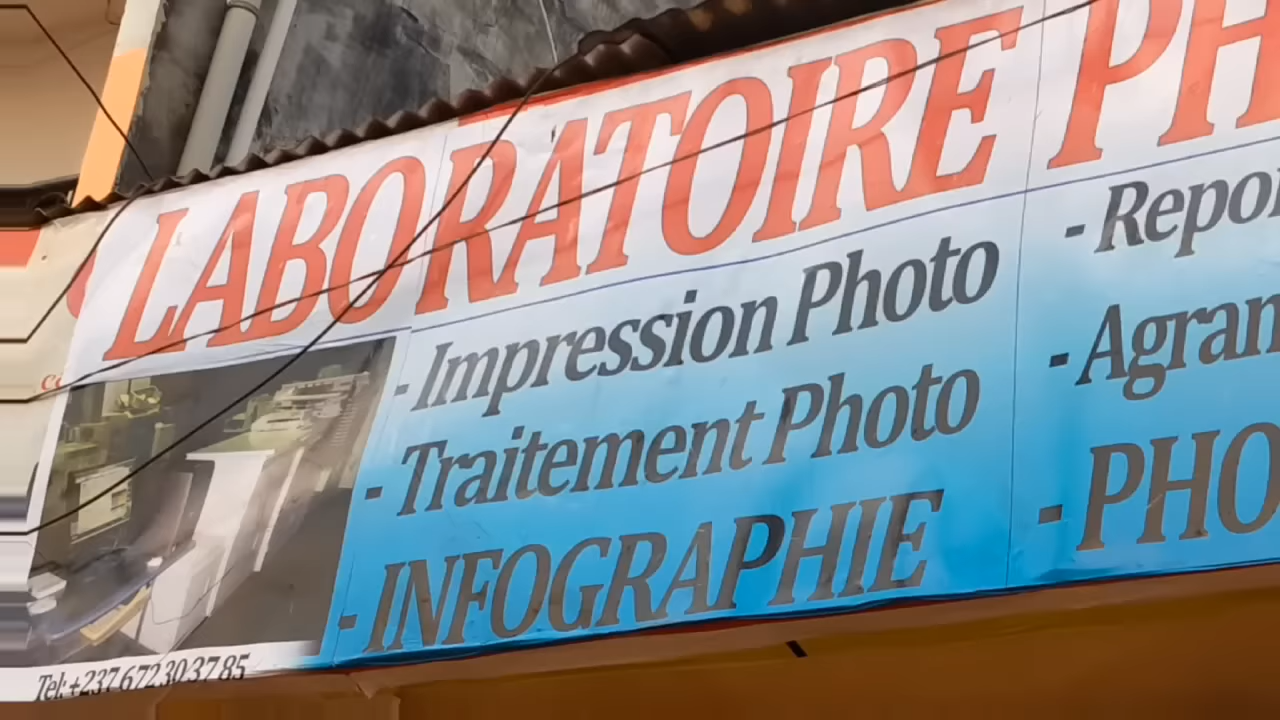 LABORATOIRE PH
- Impression Photo
- Traitement Photo
- INFOGRAPHIE
- Repor
- Agran
- PHO
Tel: +237 672 30 37 85